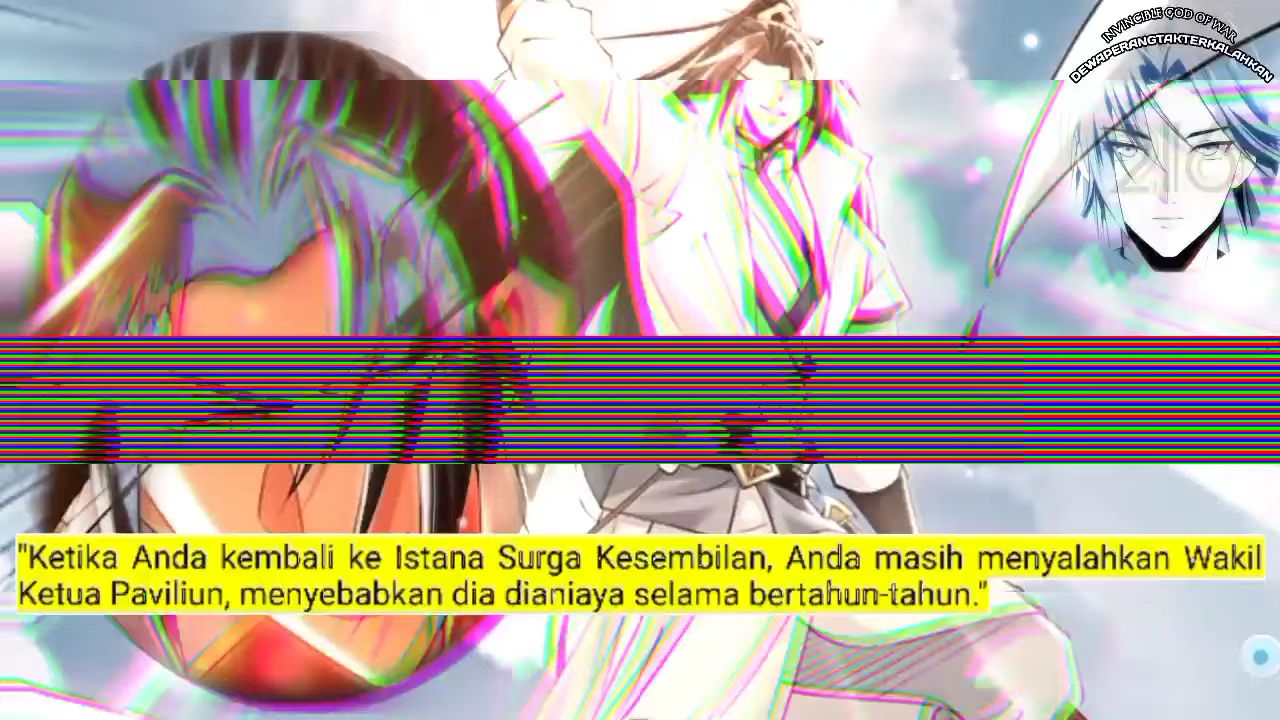 INVINCIBLE GOD OF WAR
DEWAPERANGTAKTERKALAHKAN
"Ketika Anda kembali ke Istana Surga Kesembilan, Anda masih menyalahkan Wakil
Ketua Paviliun, menyebabkan dia dianiaya selama bertahun-tahun."